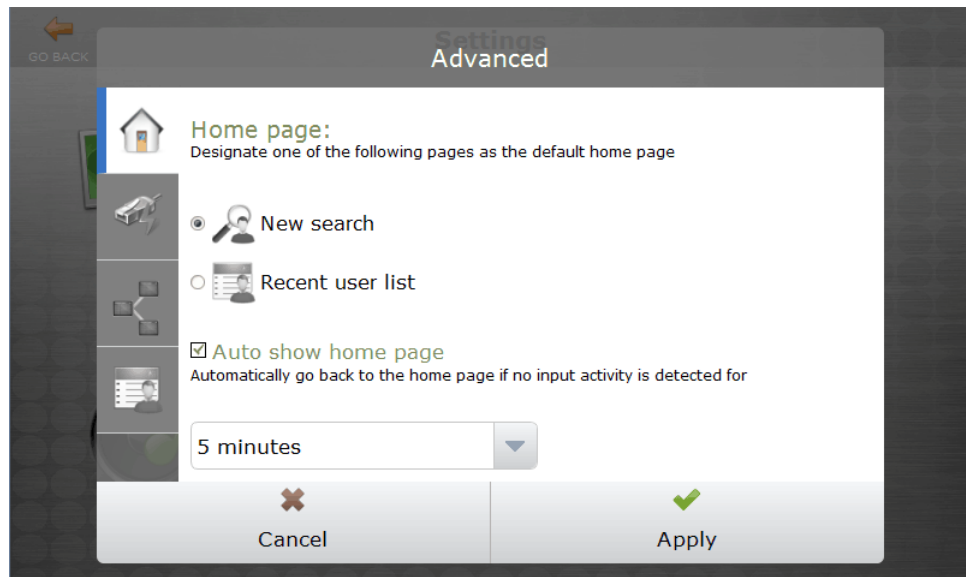 Settings
GO BACK
Advanced
Home page:
Designate one of the following pages as the default home page
New search
Recent user list
Auto show home page
Automatically go back to the home page if no input activity is detected for
5 minutes
Cancel
Apply